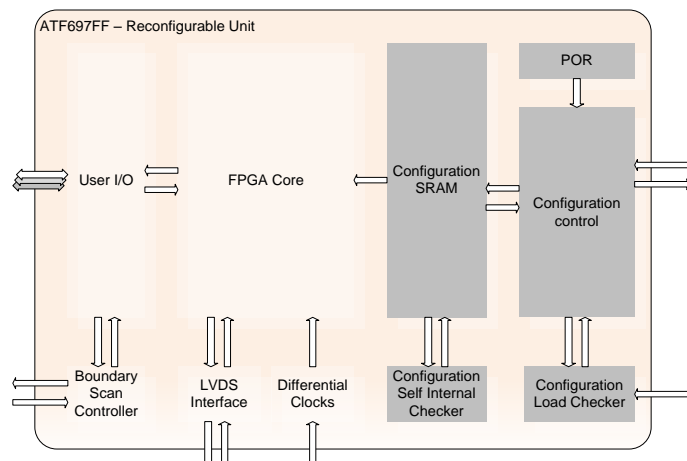 ATF697FF – Reconfigurable Unit
POR
User I/O
FPGA Core
Configuration
SRAM
Configuration
control
Boundary
Scan
Controller
LVDS
Interface
Differential
Clocks
Configuration
Self Internal
Checker
Configuration
Load Checker